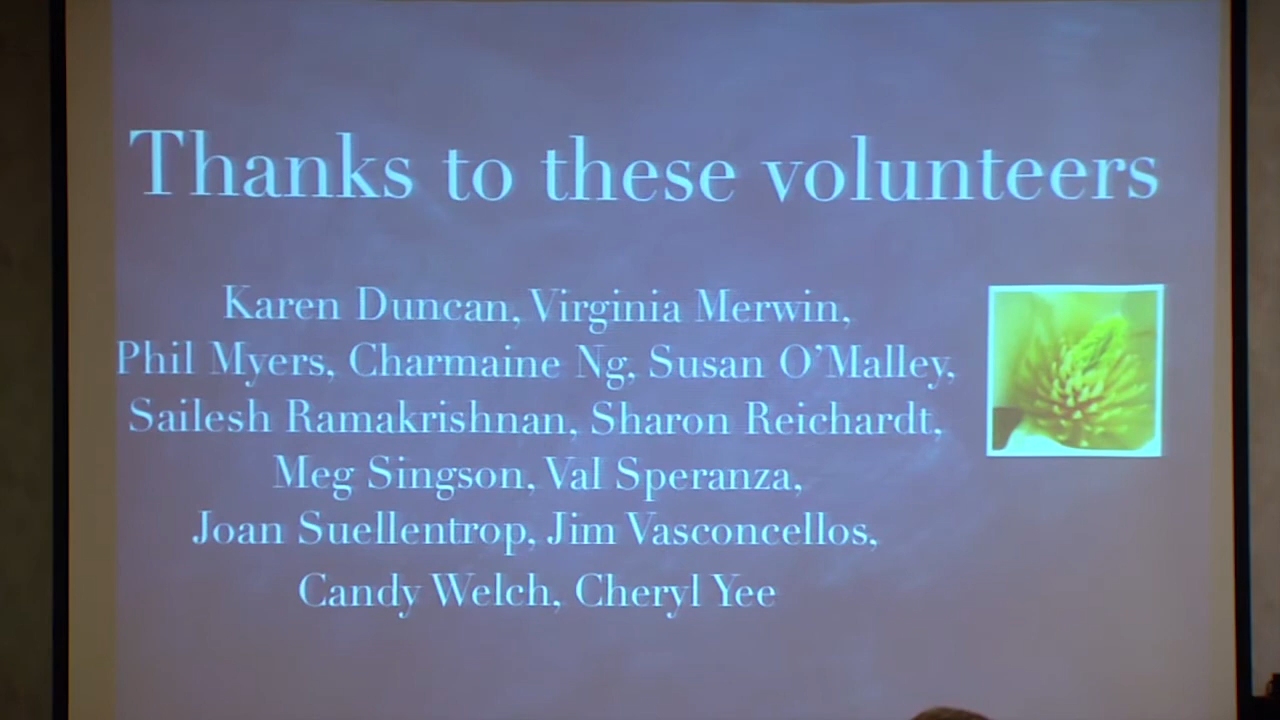 Thanks to these volunteers
Karen Duncan, Virginia Merwin,
Phil Myers, Charmaine Ng, Susan O’Malley,
Sailesh Ramakrishnan, Sharon Reichardt,
Meg Singson, Val Speranza,
Joan Suellentrop, Jim Vasconcellos,
Candy Welch, Cheryl Yee